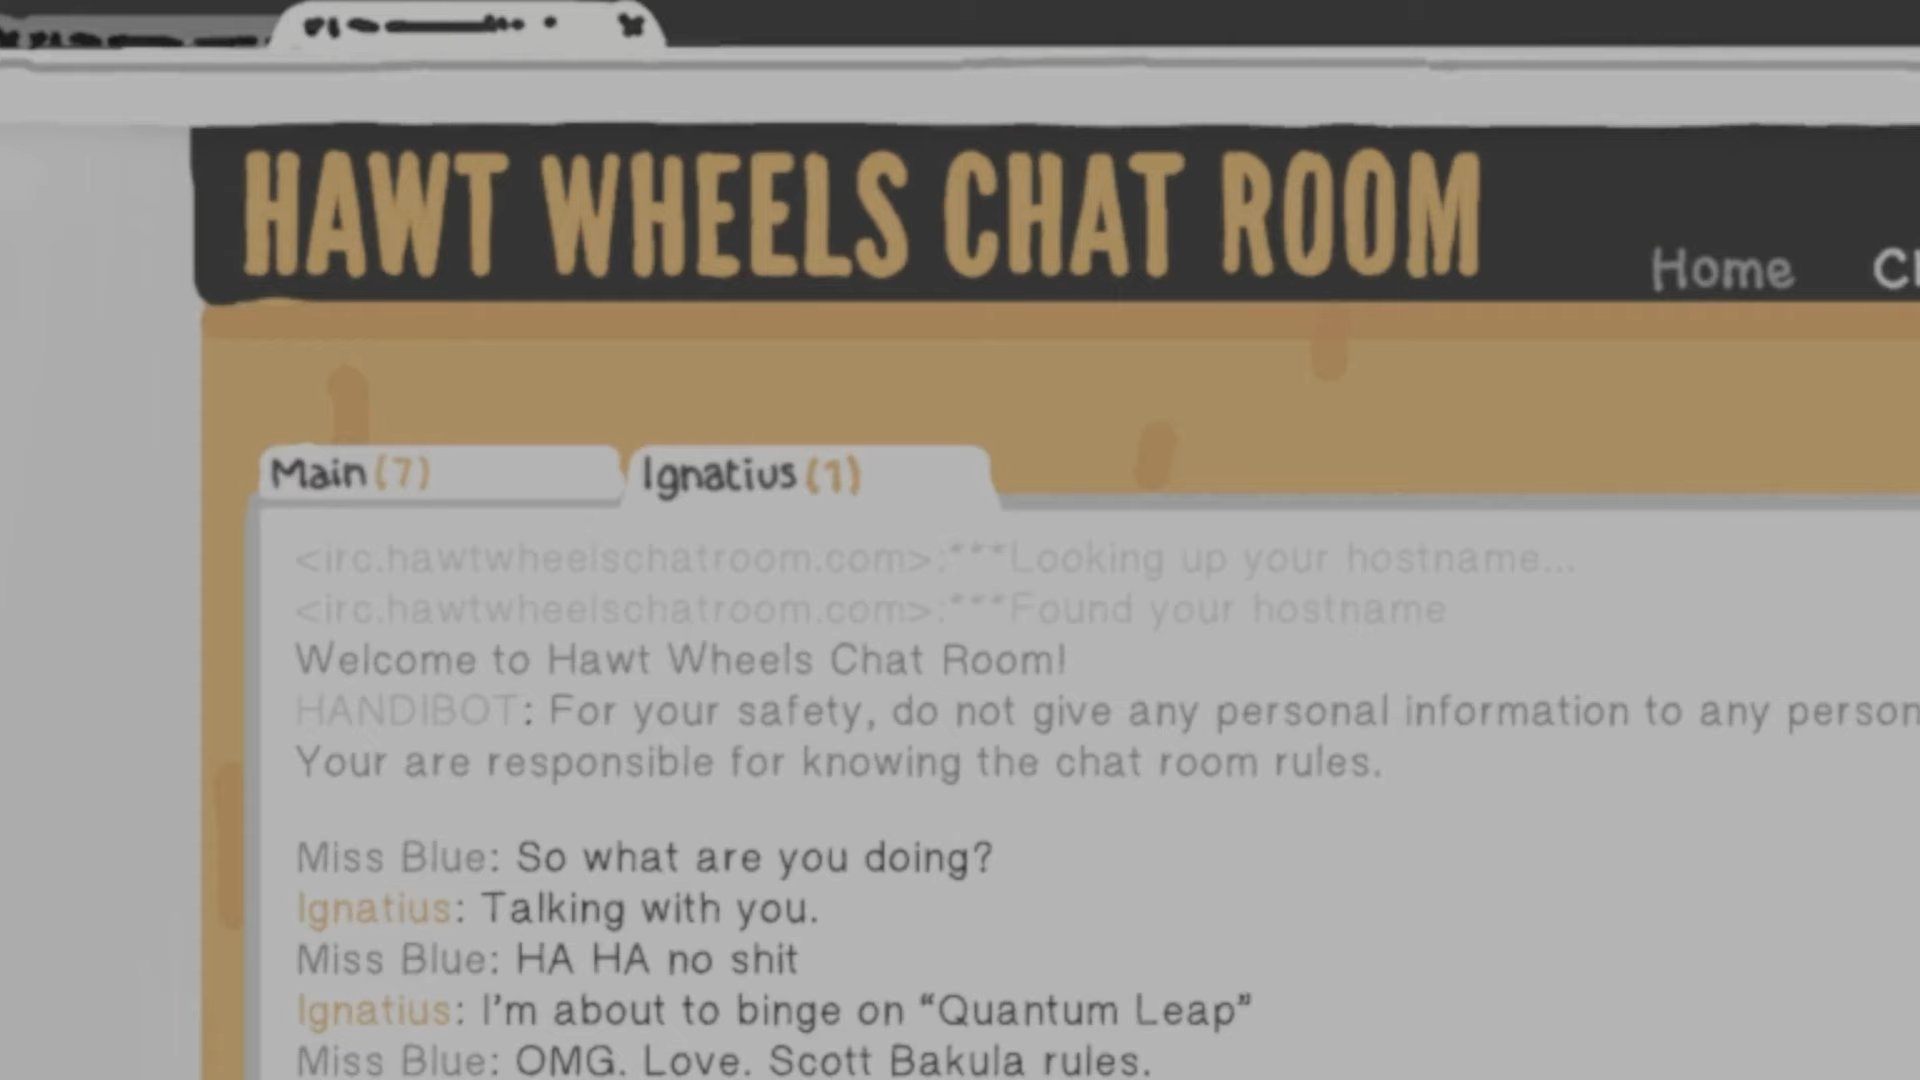 HAWT WHEELS CHAT ROOM
Home
Main (7)
Ignatius (1)
<irc.hawtwheelschatroom.com>:***Looking up your hostname...
<irc.hawtwheelschatroom.com>:***Found your hostname
Welcome to Hawt Wheels Chat Room!
HANDIBOT: For your safety, do not give any personal information to any person
Your are responsible for knowing the chat room rules.
Miss Blue: So what are you doing?
Ignatius: Talking with you.
Miss Blue: HA HA no shit
Ignatius: I'm about to binge on “Quantum Leap”
Miss Blue: OMG. Love. Scott Bakula rules.